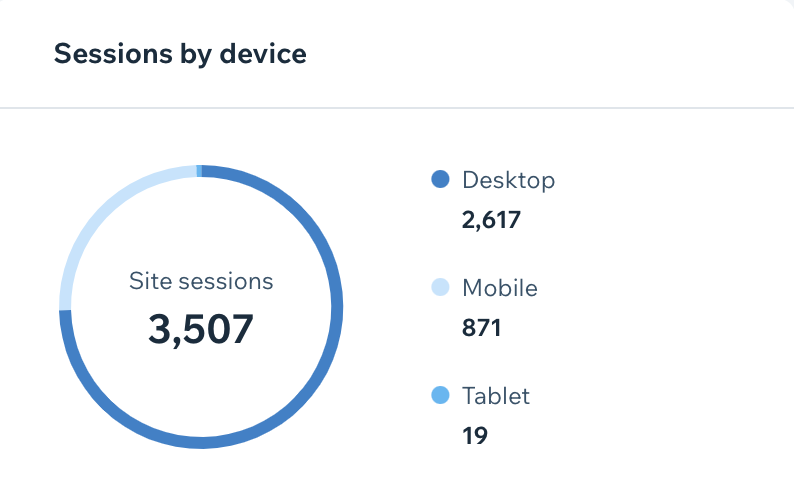 Sessions by device
Site sessions
3,507
Desktop
2,617
Mobile
871
Tablet
19